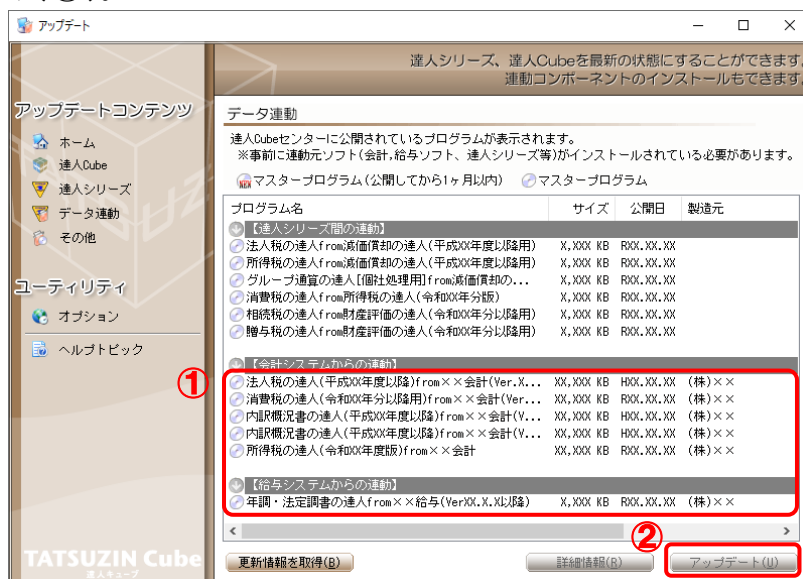 アップデート
達人シリーズ、達人Cubeを最新の状態にすることができます。
連動コンポーネントのインストールもできます。
アップデートコンテンツ
ホーム
達人Cube
達人シリーズ
データ連動
その他
ユーティリティ
オプション
ヘルプトピック
データ連動
達人Cubeセンターに公開されているプログラムが表示されます。
※事前に連動元ソフト(会計,給与ソフト、達人シリーズ等)がインストールされている必要があります。
マスタープログラム(公開してから1ヶ月以内) マスタープログラム
プログラム名 サイズ 公開日 製造元
【達人シリーズ間の連動】
法人税の達人from減価償却の達人(平成XX年度以降用) X,XXX KB RXX.XX.XX
所得税の達人from減価償却の達人(平成XX年度以降用) X,XXX KB RXX.XX.XX
グループ通算の達人[個社処理用]from減価償却の... X,XXX KB RXX.XX.XX
消費税の達人from所得税の達人(令和XX年分版) X,XXX KB RXX.XX.XX
相続税の達人from財産評価の達人(令和XX年分以降用) X,XXX KB RXX.XX.XX
贈与税の達人from財産評価の達人(令和XX年分以降用) X,XXX KB RXX.XX.XX
【会計システムからの連動】
①
法人税の達人(平成XX年度以降)from××会計(Ver.X... XX,XXX KB HXX.XX.XX (株)××
消費税の達人(令和XX年分以降用)from××会計(Ver... XX,XXX KB RXX.XX.XX (株)××
内訳概況書の達人(平成XX年度以降)from××会計(V... XX,XXX KB HXX.XX.XX (株)××
内訳概況書の達人(平成XX年度以降)from××会計(V... XX,XXX KB HXX.XX.XX (株)××
所得税の達人(令和XX年度版)from××会計 XX,XXX KB RXX.XX.XX (株)××
【給与システムからの連動】
年調・法定調書の達人from××給与(VerXX.X.X以降) X,XXX KB RXX.XX.XX (株)××
②
更新情報を取得(B) 詳細情報(R) アップデート(U)
TATSUZIN Cube
達人キューブ